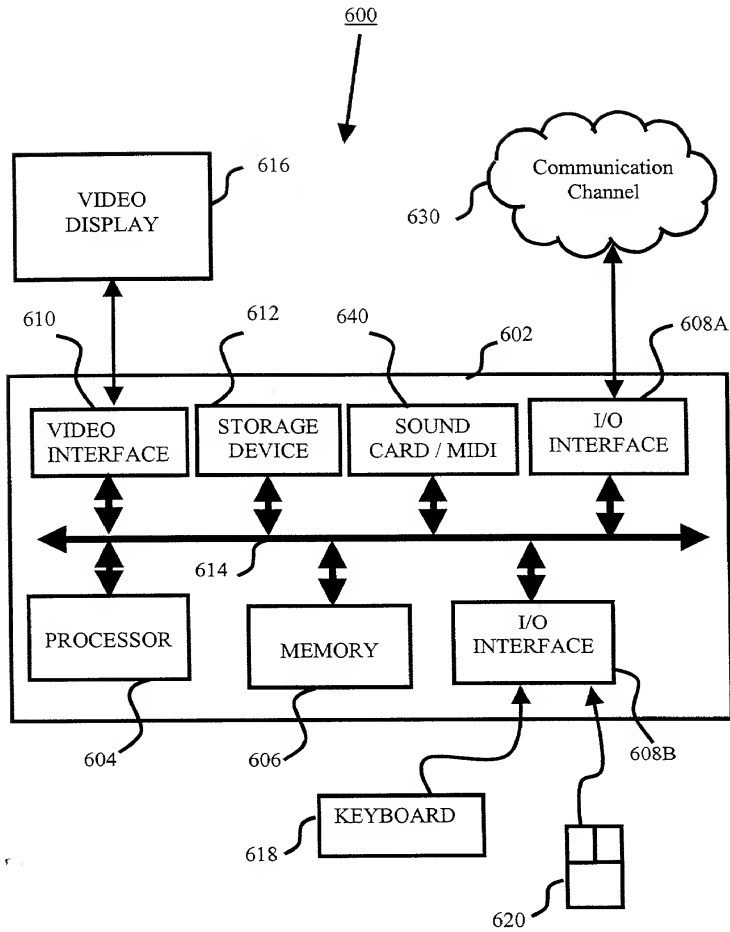 600
VIDEO
DISPLAY
616
Communication
Channel
630
610
612
640
602
608A
VIDEO
INTERFACE
STORAGE
DEVICE
SOUND
CARD / MIDI
I/O
INTERFACE
614
PROCESSOR
MEMORY
I/O
INTERFACE
604
606
608B
KEYBOARD
618
620